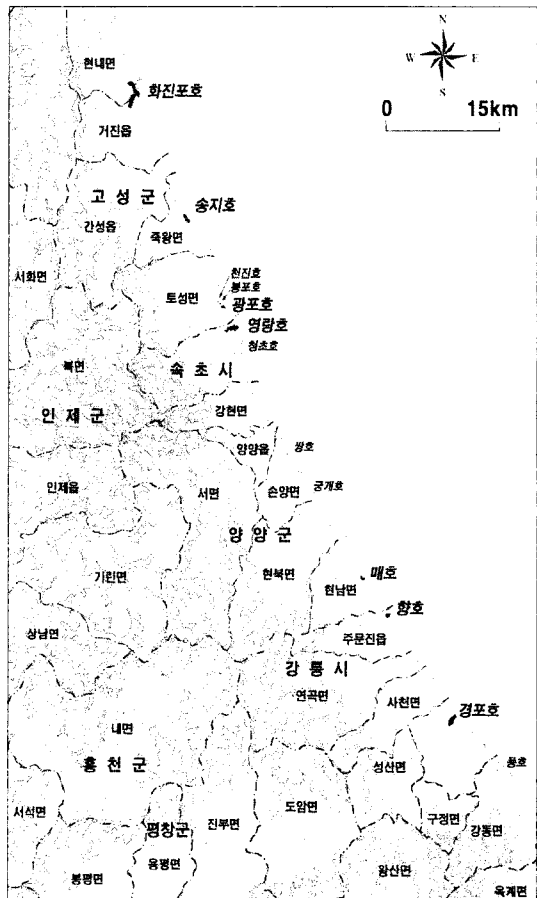 N
W E
S
0 15km
현내면
화진포호
거진읍
고성군
송지호
간성읍
죽왕면
서화면
천진호
봉포호
토성면
광포호
영랑호
청초호
북면
속초시
강현면
인제군
양양읍
쌍호
인제읍
서면
손양면
궁개호
양양군
기린면
현북면
매호
현남면
향호
상남면
주문진읍
강릉시
연곡면
사천면
경포호
내면
홍천군
성산면
풍호
서석면
평창군
진부면
도암면
구정면
강동면
봉평면
용평면
왕산면
옥계면